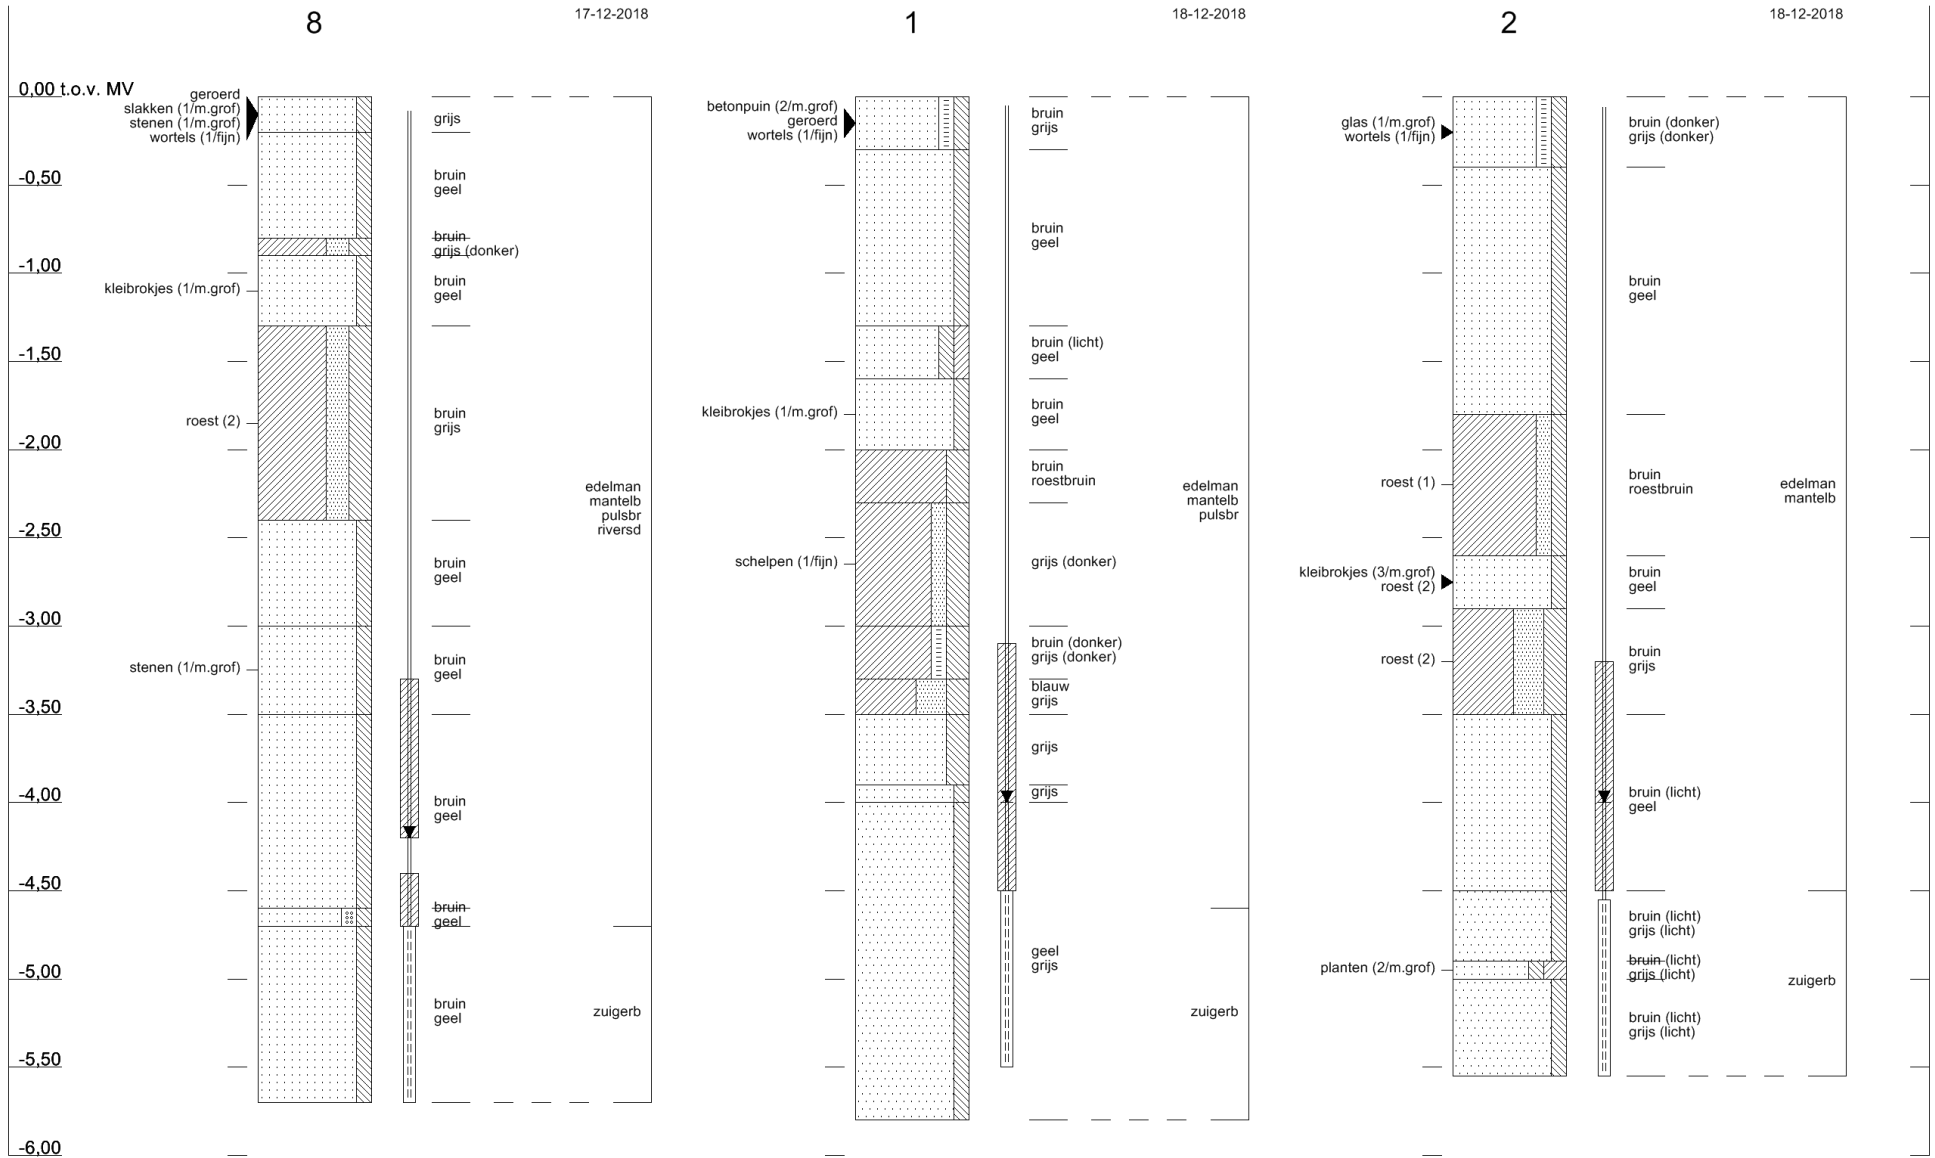 8
17-12-2018
1
18-12-2018
2
18-12-2018
0,00 t.o.v. MV
-0,50
-1,00
-1,50
-2,00
-2,50
-3,00
-3,50
-4,00
-4,50
-5,00
-5,50
-6,00
geroerd
slakken (1/m.grof)
stenen (1/m.grof)
wortels (1/fijn)
kleibrokjes (1/m.grof)
roest (2)
stenen (1/m.grof)
grijs
bruin
geel
bruin
grijs (donker)
bruin
geel
bruin
grijs
bruin
geel
bruin
geel
bruin
geel
bruin
geel
bruin
geel
edelman
mantelb
pulsbr
riversd
zuigerb
betonpuin (2/m.grof)
geroerd
wortels (1/fijn)
kleibrokjes (1/m.grof)
schelpen (1/fijn)
bruin
grijs
bruin
geel
bruin (licht)
geel
bruin
geel
bruin
roestbruin
grijs (donker)
bruin (donker)
grijs (donker)
blauw
grijs
grijs
grijs
geel
grijs
edelman
mantelb
pulsbr
zuigerb
glas (1/m.grof)
wortels (1/fijn)
roest (1)
kleibrokjes (3/m.grof)
roest (2)
roest (2)
planten (2/m.grof)
bruin (donker)
grijs (donker)
bruin
geel
bruin
roestbruin
bruin
geel
bruin
grijs
bruin (licht)
geel
bruin (licht)
grijs (licht)
bruin (licht)
grijs (licht)
bruin (licht)
grijs (licht)
edelman
mantelb
zuigerb